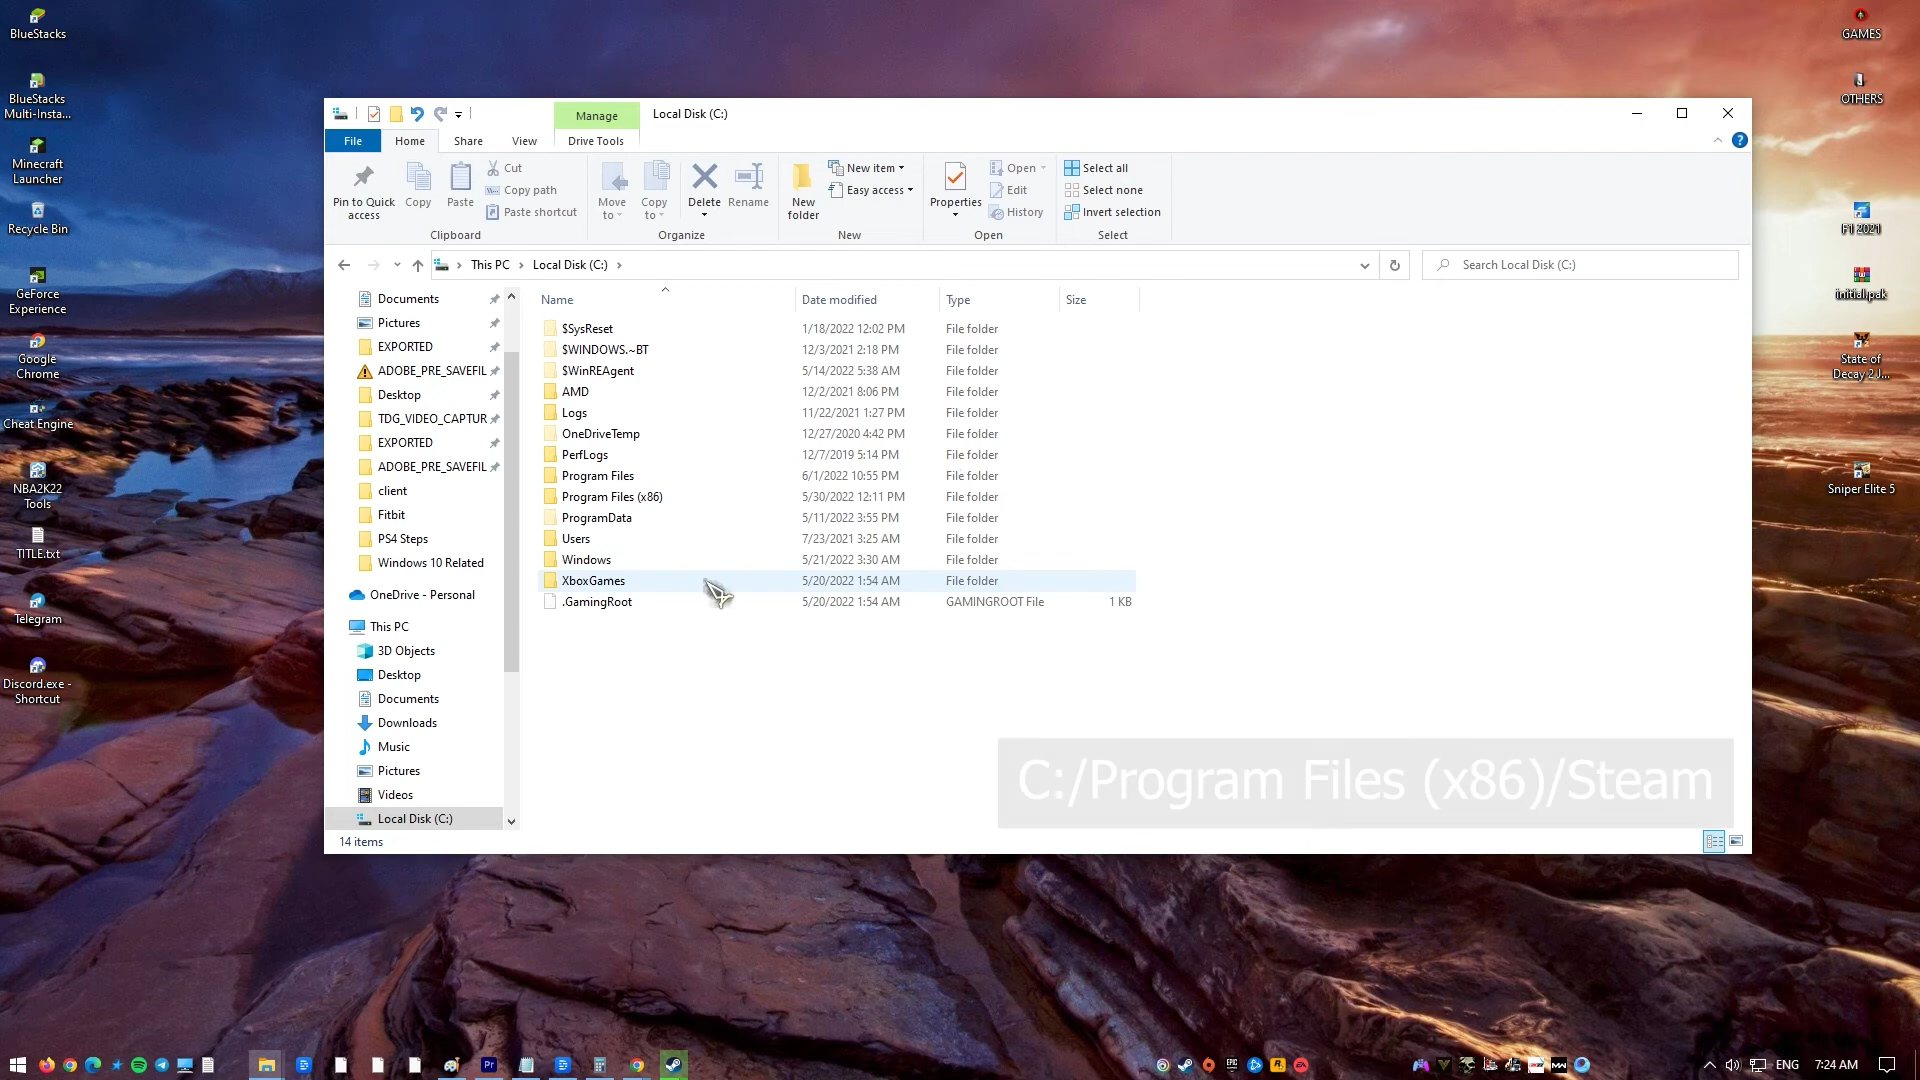 BlueStacks
BlueStacks
Multi-Insta...
Minecraft
Launcher
Recycle Bin
GeForce
Experience
Google
Chrome
Cheat Engine
NBA2K22
Tools
TITLE.txt
Telegram
Discord.exe -
Shortcut
GAMES
OTHERS
F1 2021
initial.pak
State of
Decay 2 J...
Sniper Elite 5
Manage
Local Disk (C:)
File
Home
Share
View
Drive Tools
Pin to Quick
access
Copy
Paste
Cut
Copy path
Paste shortcut
Clipboard
Move
to
Copy
to
Delete
Rename
Organize
New
folder
New item
Easy access
New
Properties
Open
Edit
History
Open
Select all
Select none
Invert selection
Select
This PC
Local Disk (C:)
Search Local Disk (C:)
Documents
Pictures
EXPORTED
ADOBE_PRE_SAVEFIL
Desktop
TDG_VIDEO_CAPTUR
EXPORTED
ADOBE_PRE_SAVEFIL
client
Fitbit
PS4 Steps
Windows 10 Related
OneDrive - Personal
This PC
3D Objects
Desktop
Documents
Downloads
Music
Pictures
Videos
Local Disk (C:)
Name Date modified Type Size
$SysReset 1/18/2022 12:02 PM File folder
$WINDOWS.~BT 12/3/2021 2:18 PM File folder
$WinREAgent 5/14/2022 5:38 AM File folder
AMD 12/2/2021 8:06 PM File folder
Logs 11/22/2021 1:27 PM File folder
OneDriveTemp 12/27/2020 4:42 PM File folder
PerfLogs 12/7/2019 5:14 PM File folder
Program Files 6/1/2022 10:55 PM File folder
Program Files (x86) 5/30/2022 12:11 PM File folder
ProgramData 5/11/2022 3:55 PM File folder
Users 7/23/2021 3:25 AM File folder
Windows 5/21/2022 3:30 AM File folder
XboxGames 5/20/2022 1:54 AM File folder
.GamingRoot 5/20/2022 1:54 AM GAMINGROOT File 1 KB
C:/Program Files (x86)/Steam
14 items
Pr
EPIC
ENG
7:24 AM